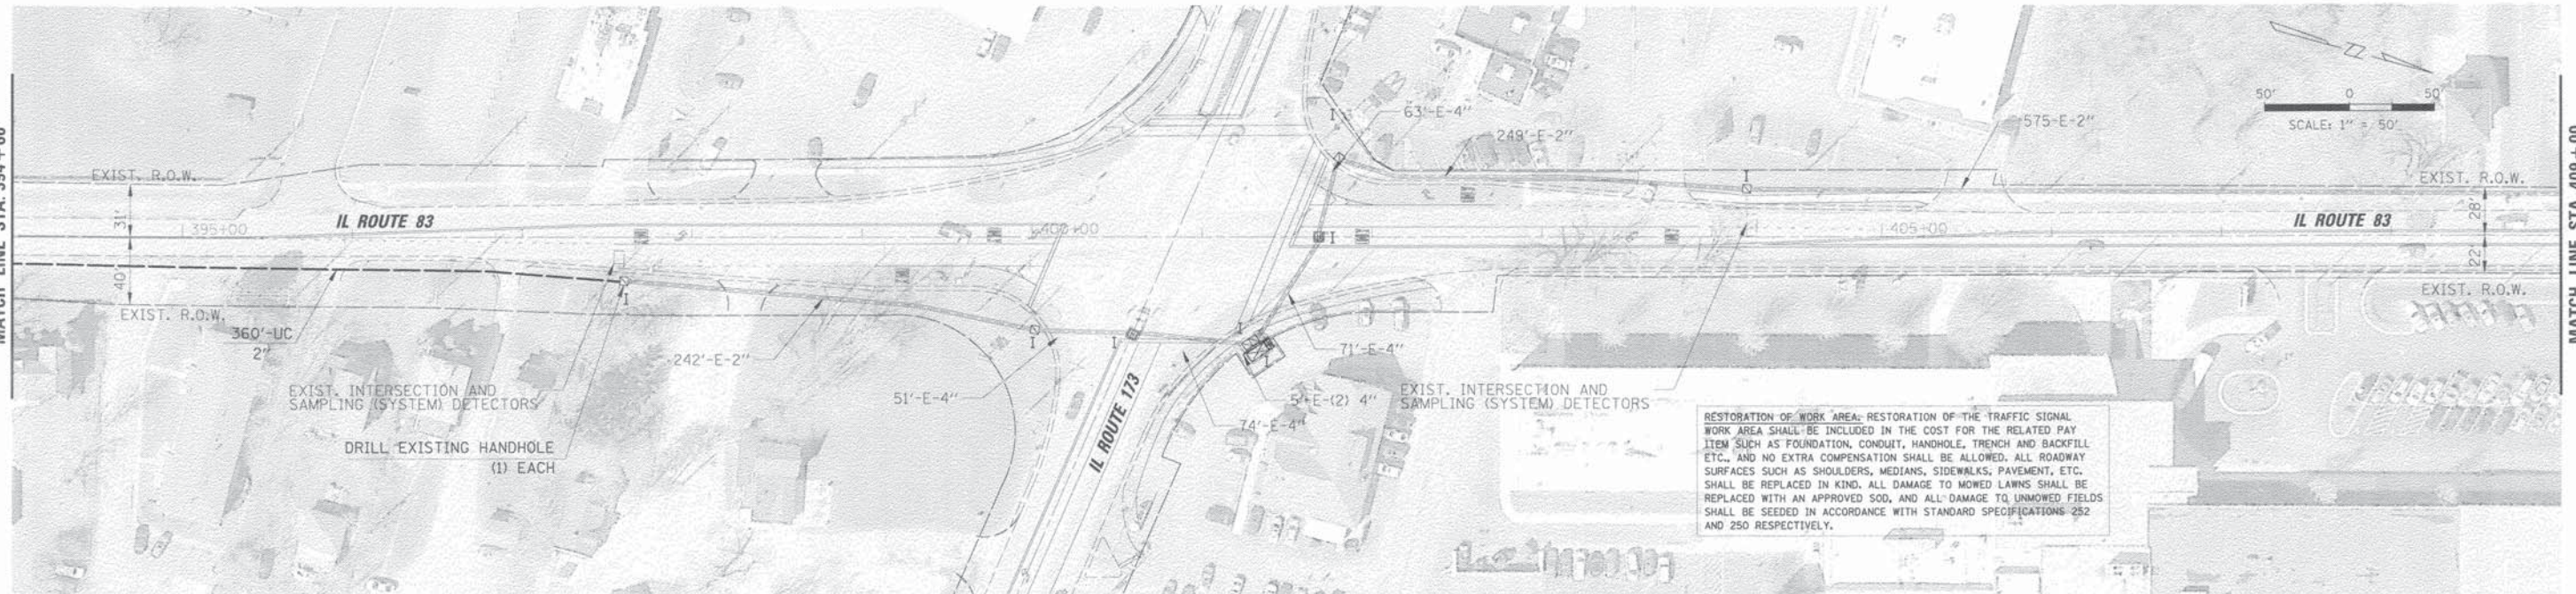 MATCH LINE STA. 394+00
EXIST. R.O.W.
31'
40'
EXIST. R.O.W.
395+00
IL ROUTE 83
360'-UC
2"
EXIST. INTERSECTION AND
SAMPLING (SYSTEM) DETECTORS
DRILL EXISTING HANDHOLE
(1) EACH
I
242'-E-2"
400+00
51'-E-4"
I
I
IL ROUTE 173
74'-E-4"
5'-E-(2) 4"
71'-E-4"
I
I
I
63'-E-4"
249'-E-2"
I
575-E-2"
405+00
EXIST. INTERSECTION AND
SAMPLING (SYSTEM) DETECTORS
50' 0 50'
SCALE: 1" = 50'
EXIST. R.O.W.
IL ROUTE 83
28'
22'
EXIST. R.O.W.
RESTORATION OF WORK AREA. RESTORATION OF THE TRAFFIC SIGNAL
WORK AREA SHALL BE INCLUDED IN THE COST FOR THE RELATED PAY
ITEM SUCH AS FOUNDATION, CONDUIT, HANDHOLE, TRENCH AND BACKFILL
ETC., AND NO EXTRA COMPENSATION SHALL BE ALLOWED. ALL ROADWAY
SURFACES SUCH AS SHOULDERS, MEDIANS, SIDEWALKS, PAVEMENT, ETC.
SHALL BE REPLACED IN KIND. ALL DAMAGE TO MOWED LAWNS SHALL BE
REPLACED WITH AN APPROVED SOD, AND ALL DAMAGE TO UNMOWED FIELDS
SHALL BE SEEDED IN ACCORDANCE WITH STANDARD SPECIFICATIONS 252
AND 250 RESPECTIVELY.
MATCH LINE STA. 409+00